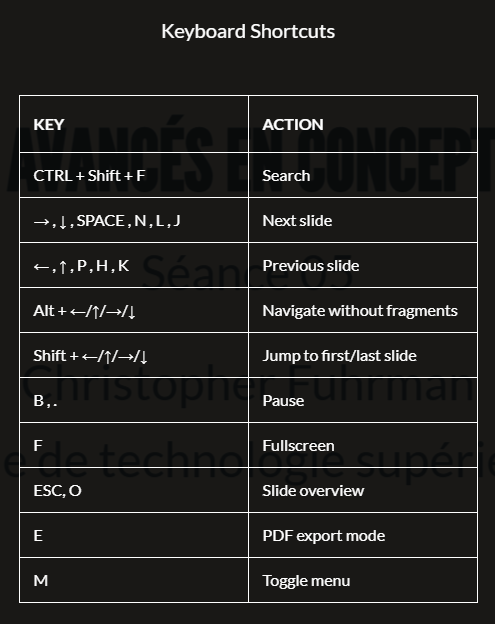 Keyboard Shortcuts
KEY ACTION
AVANCÉS EN CONCEPT
CTRL + Shift + F Search
→ , ↓ , SPACE , N , L , J Next slide
← , ↑ , P , H , K Previous slide
Séance 05
Alt + ←/↑/→/↓ Navigate without fragments
Shift + ←/↑/→/↓ Jump to first/last slide
Christopher Fuhrman
B , . Pause
F Fullscreen
e de technologie supérie
ESC, O Slide overview
E PDF export mode
M Toggle menu